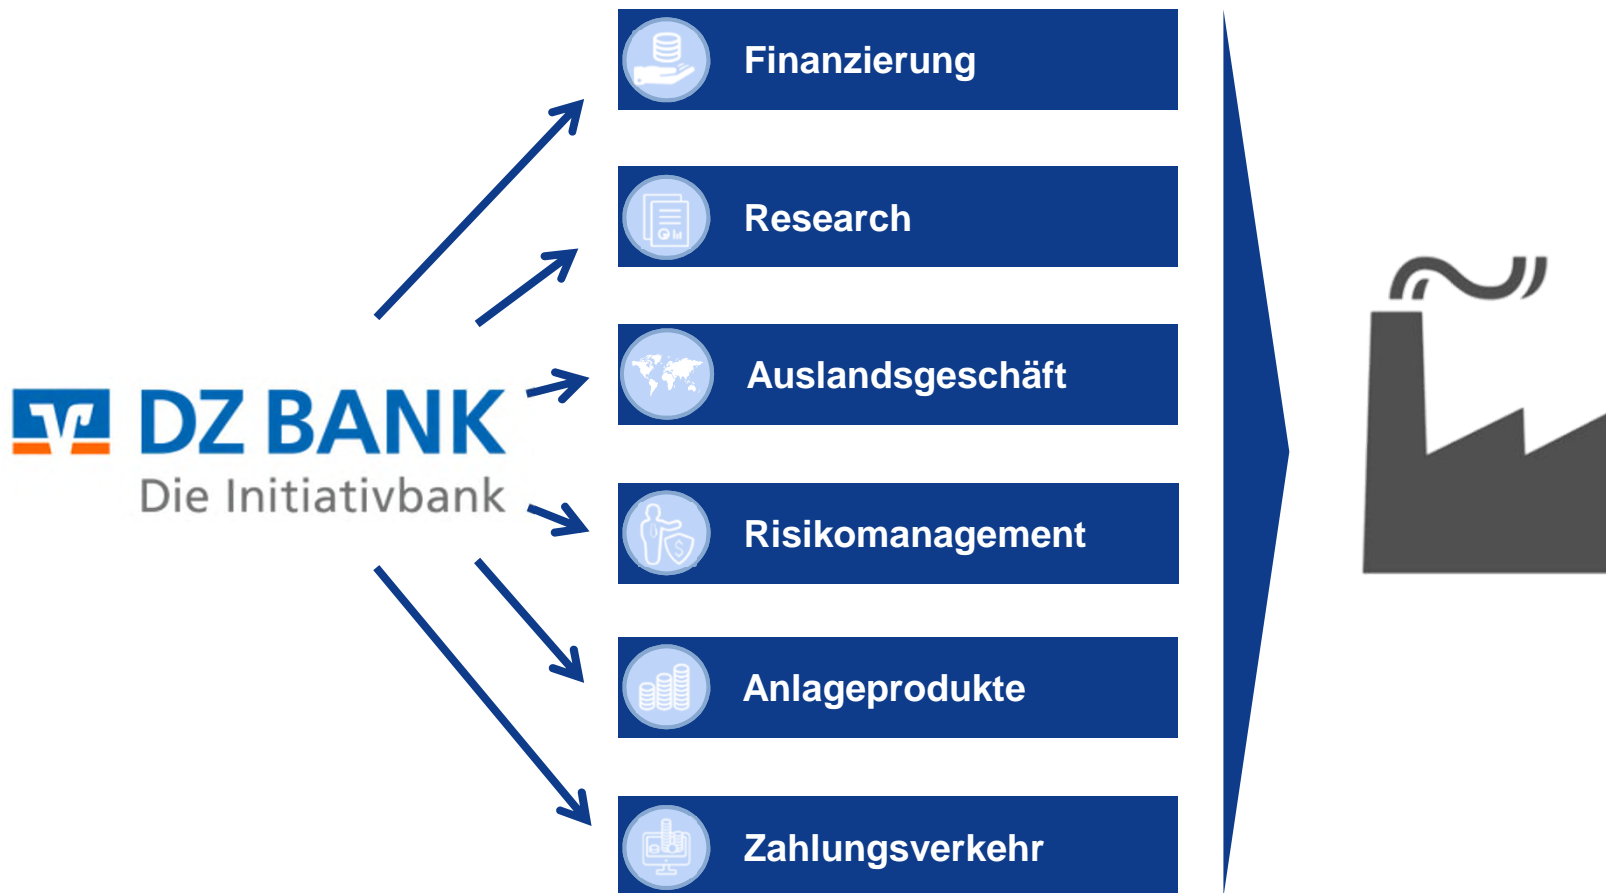 DZ BANK
Die Initiativbank
Finanzierung
Research
Auslandsgeschäft
Risikomanagement
Anlageprodukte
Zahlungsverkehr